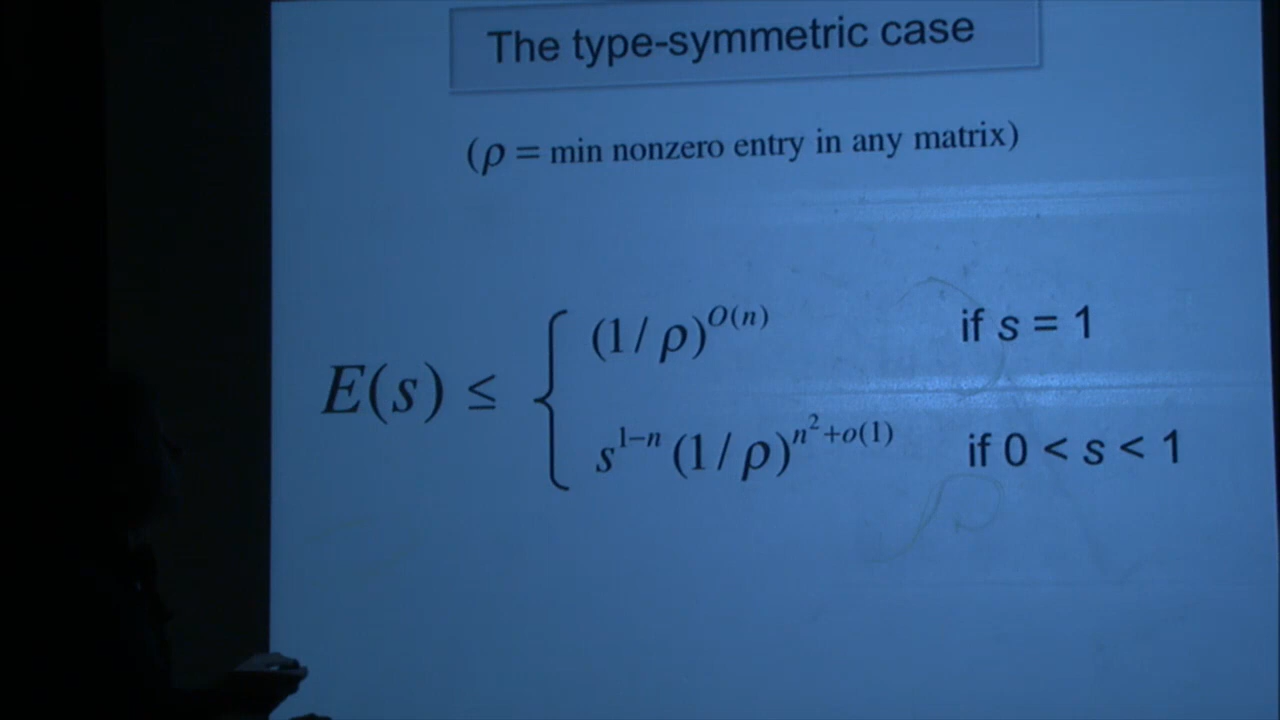 The type-symmetric case
(ρ = min nonzero entry in any matrix)
(1/ρ)^{O(n)} if s = 1
E(s) ≤
s^{1−n} (1/ρ)^{n²+o(1)} if 0 < s < 1